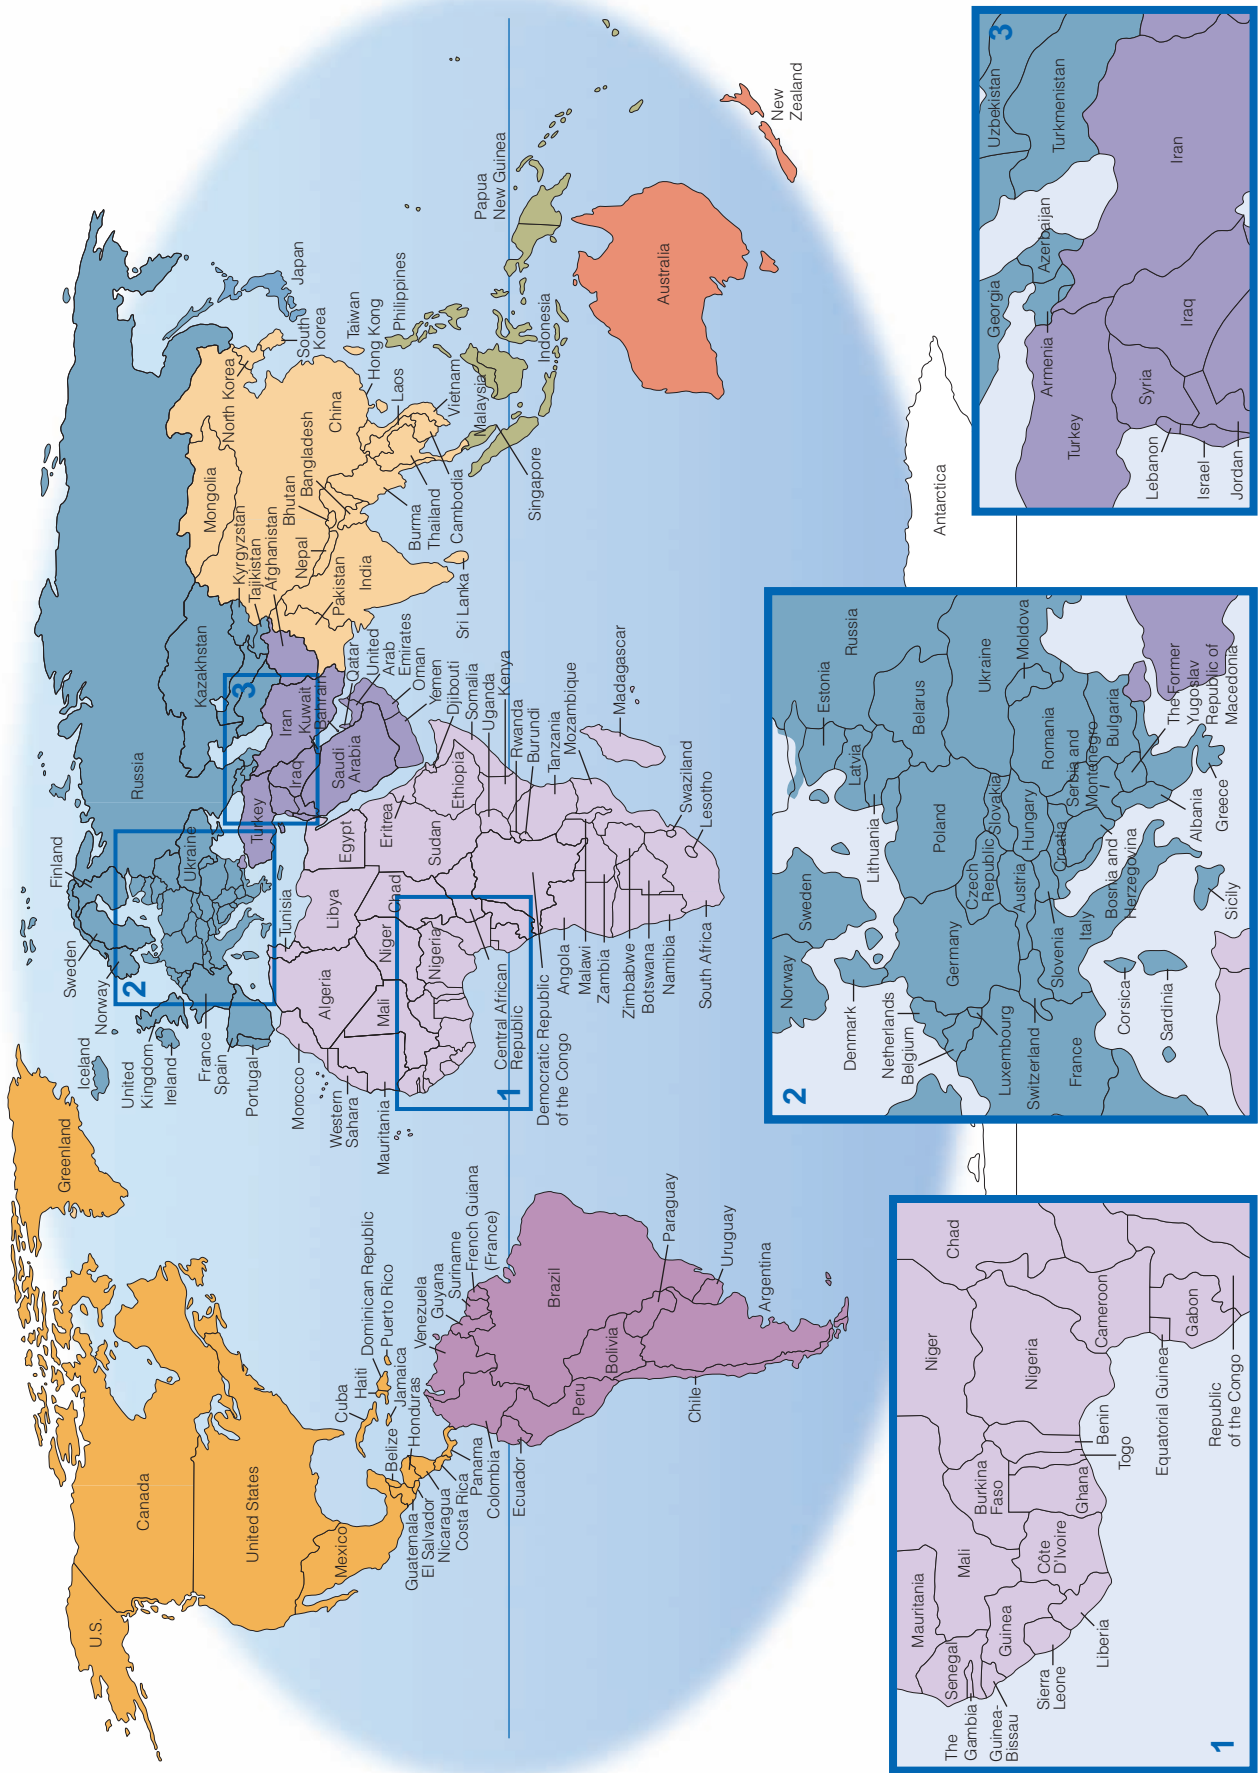 Greenland
Iceland
U.S.
Canada
United States
Mexico
Cuba
Haiti
Dominican Republic
Puerto Rico
Jamaica
Belize
Honduras
Guatemala
El Salvador
Nicaragua
Costa Rica
Panama
Colombia
Ecuador
Venezuela
Guyana
Suriname
French Guiana
(France)
Brazil
Peru
Bolivia
Paraguay
Uruguay
Chile
Argentina
Finland
Sweden
Norway
United
Kingdom
Ireland
France
Spain
Portugal
Ukraine
Russia
Kazakhstan
2
3
1
Turkey
Iraq
Iran
Kuwait
Bahrain
Saudi
Arabia
Qatar
United
Arab
Emirates
Oman
Yemen
Djibouti
Somalia
Uganda
Kenya
Rwanda
Burundi
Tanzania
Mozambique
Madagascar
Swaziland
Lesotho
Tunisia
Morocco
Algeria
Libya
Egypt
Western
Sahara
Mauritania
Mali
Niger
Chad
Sudan
Eritrea
Ethiopia
Nigeria
Central African
Republic
Democratic Republic
of the Congo
Angola
Malawi
Zambia
Zimbabwe
Botswana
Namibia
South Africa
Mongolia
North Korea
South
Korea
Japan
Kyrgyzstan
Tajikistan
Afghanistan
Nepal
Bhutan
Bangladesh
China
Taiwan
Hong Kong
Philippines
Pakistan
India
Sri Lanka
Burma
Thailand
Cambodia
Laos
Vietnam
Malaysia
Singapore
Indonesia
Papua
New Guinea
Australia
New
Zealand
Antarctica
1
Mauritania
Mali
Niger
Chad
Senegal
The
Gambia
Guinea-
Bissau
Guinea
Sierra
Leone
Liberia
Côte
D'Ivoire
Burkina
Faso
Ghana
Togo
Benin
Nigeria
Cameroon
Equatorial Guinea
Gabon
Republic
of the Congo
2
Norway
Sweden
Estonia
Russia
Latvia
Lithuania
Belarus
Denmark
Netherlands
Belgium
Germany
Poland
Ukraine
Moldova
Czech
Republic
Slovakia
Luxembourg
Switzerland
Austria
Hungary
Romania
France
Slovenia
Croatia
Serbia and
Montenegro
Bulgaria
Italy
Bosnia and
Herzegovina
The Former
Yugoslav
Republic of
Macedonia
Albania
Greece
Corsica
Sardinia
Sicily
3
Uzbekistan
Turkmenistan
Georgia
Azerbaijan
Armenia
Turkey
Syria
Iraq
Iran
Lebanon
Israel
Jordan